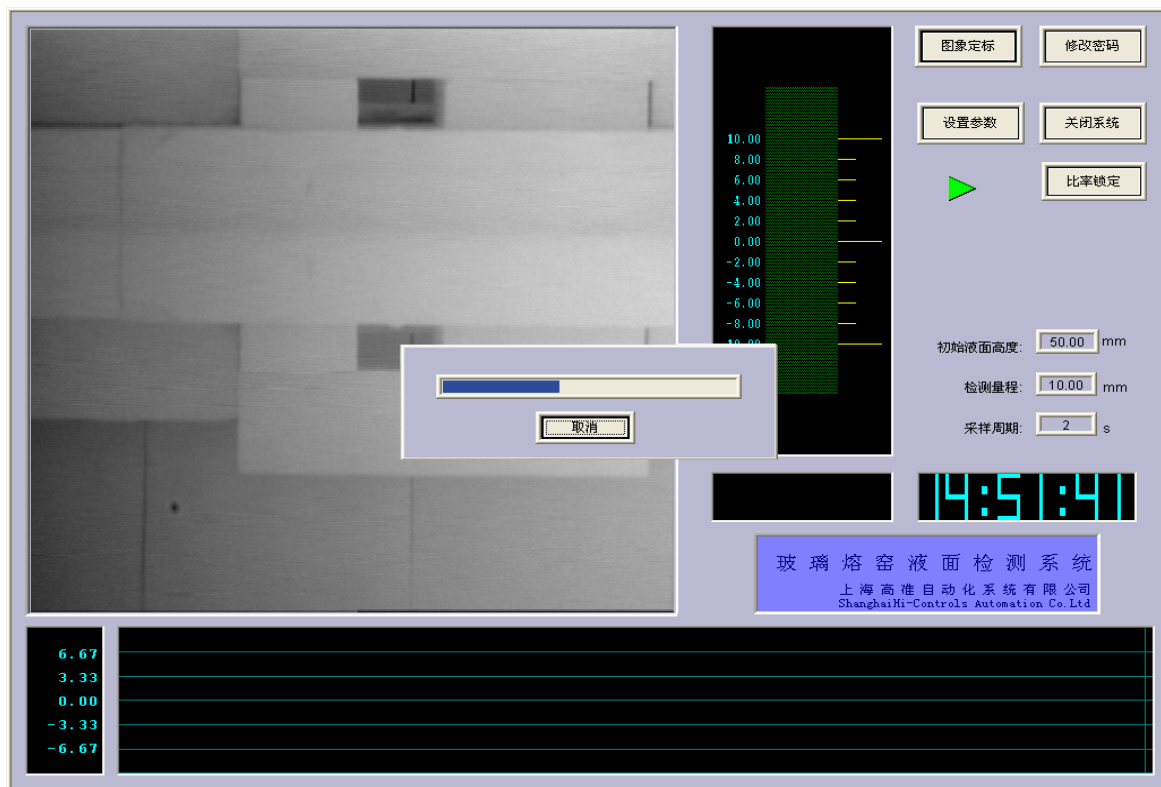 图象定标
修改密码
设置参数
关闭系统
比率锁定
10.00
8.00
6.00
4.00
2.00
0.00
-2.00
-4.00
-6.00
-8.00
初始液面高度: 50.00 mm
检测量程: 10.00 mm
采样周期: 2 s
取消
14:51:41
玻璃熔窑液面检测系统
上海高准自动化系统有限公司
ShanghaiHi-Controls Automation Co.Ltd
6.67
3.33
0.00
-3.33
-6.67